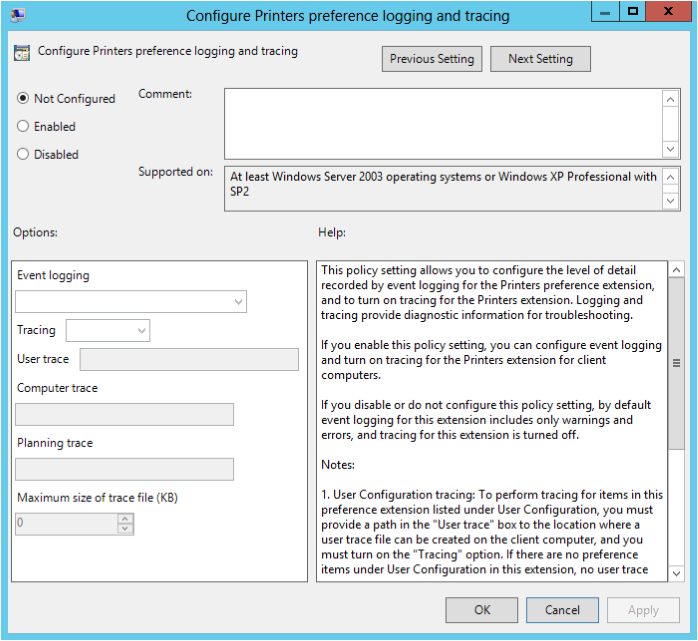 Configure Printers preference logging and tracing
x
Configure Printers preference logging and tracing
Previous Setting
Next Setting
Not Configured
Enabled
Disabled
Comment:
Supported on:
At least Windows Server 2003 operating systems or Windows XP Professional with
SP2
Options:
Help:
Event logging
Tracing
User trace
Computer trace
Planning trace
Maximum size of trace file (KB)
0
This policy setting allows you to configure the level of detail
recorded by event logging for the Printers preference extension,
and to turn on tracing for the Printers extension. Logging and
tracing provide diagnostic information for troubleshooting.
If you enable this policy setting, you can configure event logging
and turn on tracing for the Printers extension for client
computers.
If you disable or do not configure this policy setting, by default
event logging for this extension includes only warnings and
errors, and tracing for this extension is turned off.
Notes:
1. User Configuration tracing: To perform tracing for items in this
preference extension listed under User Configuration, you must
provide a path in the "User trace" box to the location where a
user trace file can be created on the client computer, and you
must turn on the "Tracing" option. If there are no preference
items under User Configuration in this extension, no user trace
OK
Cancel
Apply